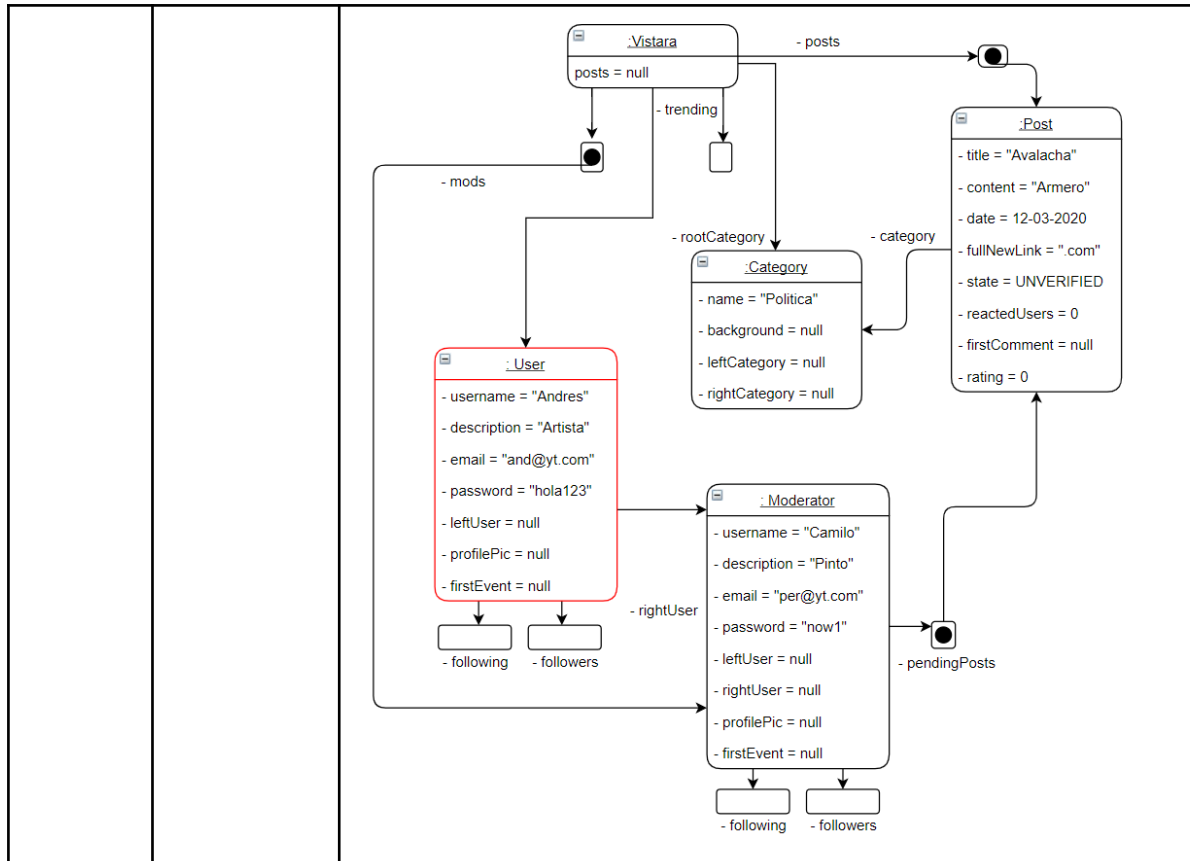 :Vistara
posts = null
- posts
- trending
- mods
:Post
- title = "Avalacha"
- content = "Armero"
- date = 12-03-2020
- fullNewLink = ".com"
- state = UNVERIFIED
- reactedUsers = 0
- firstComment = null
- rating = 0
- rootCategory
- category
:Category
- name = "Politica"
- background = null
- leftCategory = null
- rightCategory = null
: User
- username = "Andres"
- description = "Artista"
- email = "and@yt.com"
- password = "hola123"
- leftUser = null
- profilePic = null
- firstEvent = null
- following
- followers
- rightUser
: Moderator
- username = "Camilo"
- description = "Pinto"
- email = "per@yt.com"
- password = "now1"
- leftUser = null
- rightUser = null
- profilePic = null
- firstEvent = null
- pendingPosts
- following
- followers